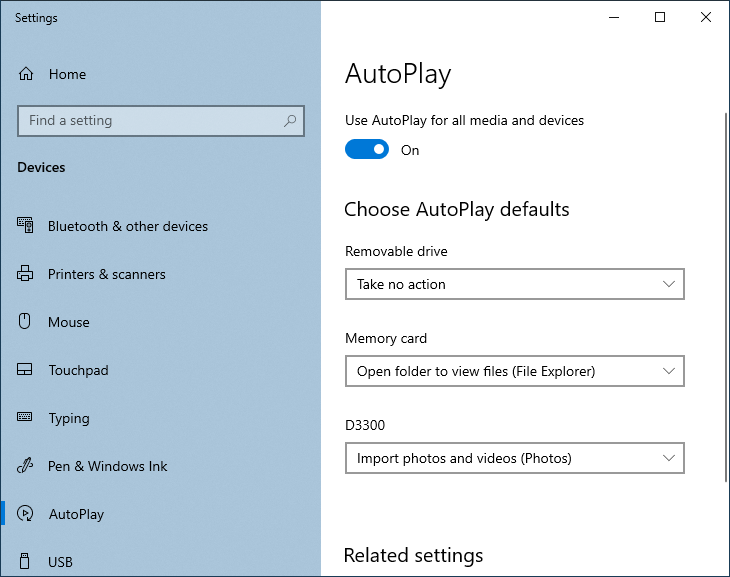 Settings
Home
Find a setting
Devices
Bluetooth & other devices
Printers & scanners
Mouse
Touchpad
Typing
Pen & Windows Ink
AutoPlay
USB
AutoPlay
Use AutoPlay for all media and devices
On
Choose AutoPlay defaults
Removable drive
Take no action
Memory card
Open folder to view files (File Explorer)
D3300
Import photos and videos (Photos)
Related settings